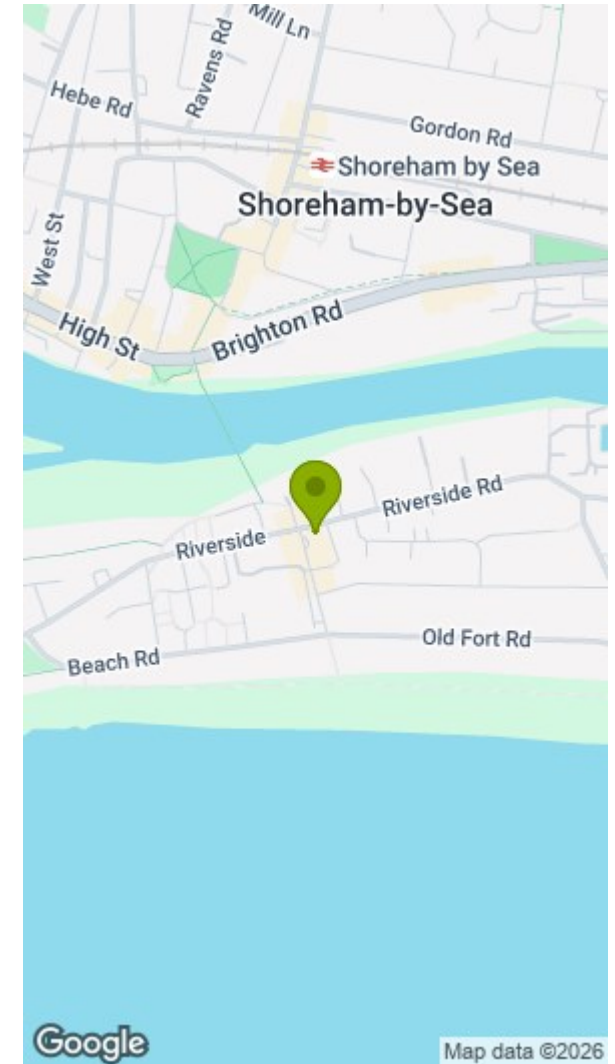 Mill Ln
Ravens Rd
Hebe Rd
Gordon Rd
Shoreham by Sea
Shoreham-by-Sea
West St
High St
Brighton Rd
Riverside Rd
Riverside
Old Fort Rd
Beach Rd
Google
Map data ©2026